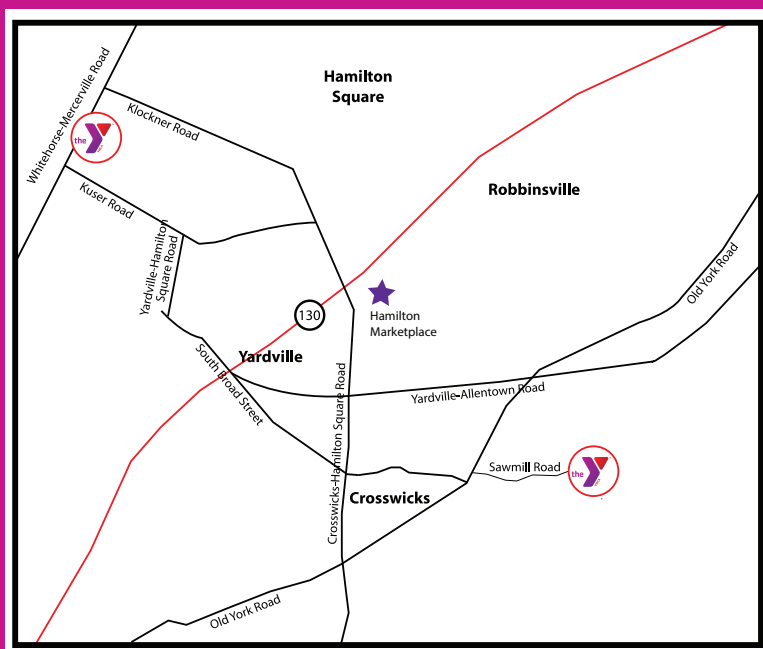 Hamilton
Square
Whitehorse-Mercerville Road
Klockner Road
the
Kuser Road
Robbinsville
Yardville-Hamilton
Square Road
Old York Road
130
Hamilton
Marketplace
Yardville
South Broad Street
Yardville-Allentown Road
Crosswicks-Hamilton Square Road
Sawmill Road
the
Crosswicks
Old York Road